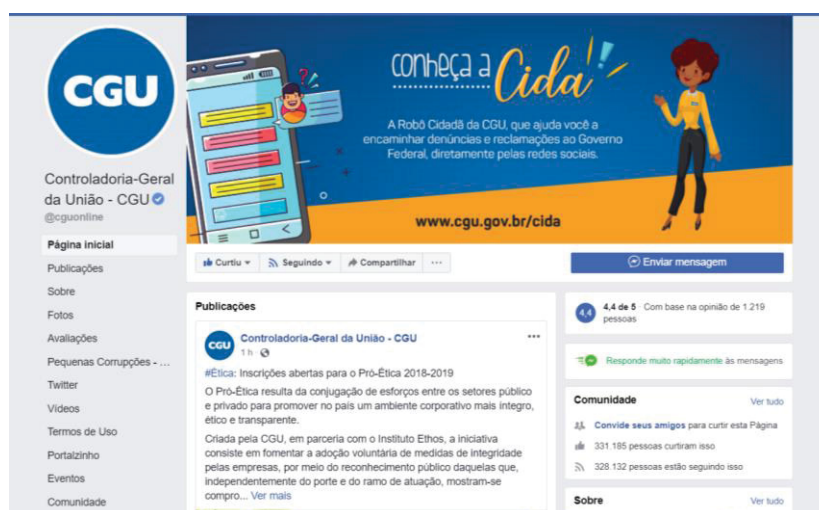 CGU
Controladoria-Geral
da União - CGU
@cguonline
Página inicial
Publicações
Sobre
Fotos
Avaliações
Pequenas Corrupções - ...
Twitter
Vídeos
Termos de Uso
Portalzinho
Eventos
Comunidade
conheça a Cida
A Robô Cidadã da CGU, que ajuda você a
encaminhar denúncias e reclamações ao Governo
Federal, diretamente pelas redes
sociais.
www.cgu.gov.br/cida
Curtiu
Seguindo
Compartilhar
...
Enviar mensagem
Publicações
CGU
Controladoria-Geral da União - CGU
1 h
#Ética: Inscrições abertas para o Pró-Ética 2018-2019
O Pró-Ética resulta da conjugação de esforços entre os setores público
e privado para promover no país um ambiente corporativo mais íntegro,
ético e transparente.
Criada pela CGU, em parceria com o Instituto Ethos, a iniciativa
consiste em fomentar a adoção voluntária de medidas de integridade
pelas empresas, por meio do reconhecimento público daquelas que,
independentemente do porte e do ramo de atuação, mostram-se
compro... Ver mais
4,4
4,4 de 5 · Com base na opinião de 1.219
pessoas
Responde muito rapidamente às mensagens
Comunidade Ver tudo
Convide seus amigos para curtir esta Página
331.185 pessoas curtiram isso
328.132 pessoas estão seguindo isso
Sobre Ver tudo